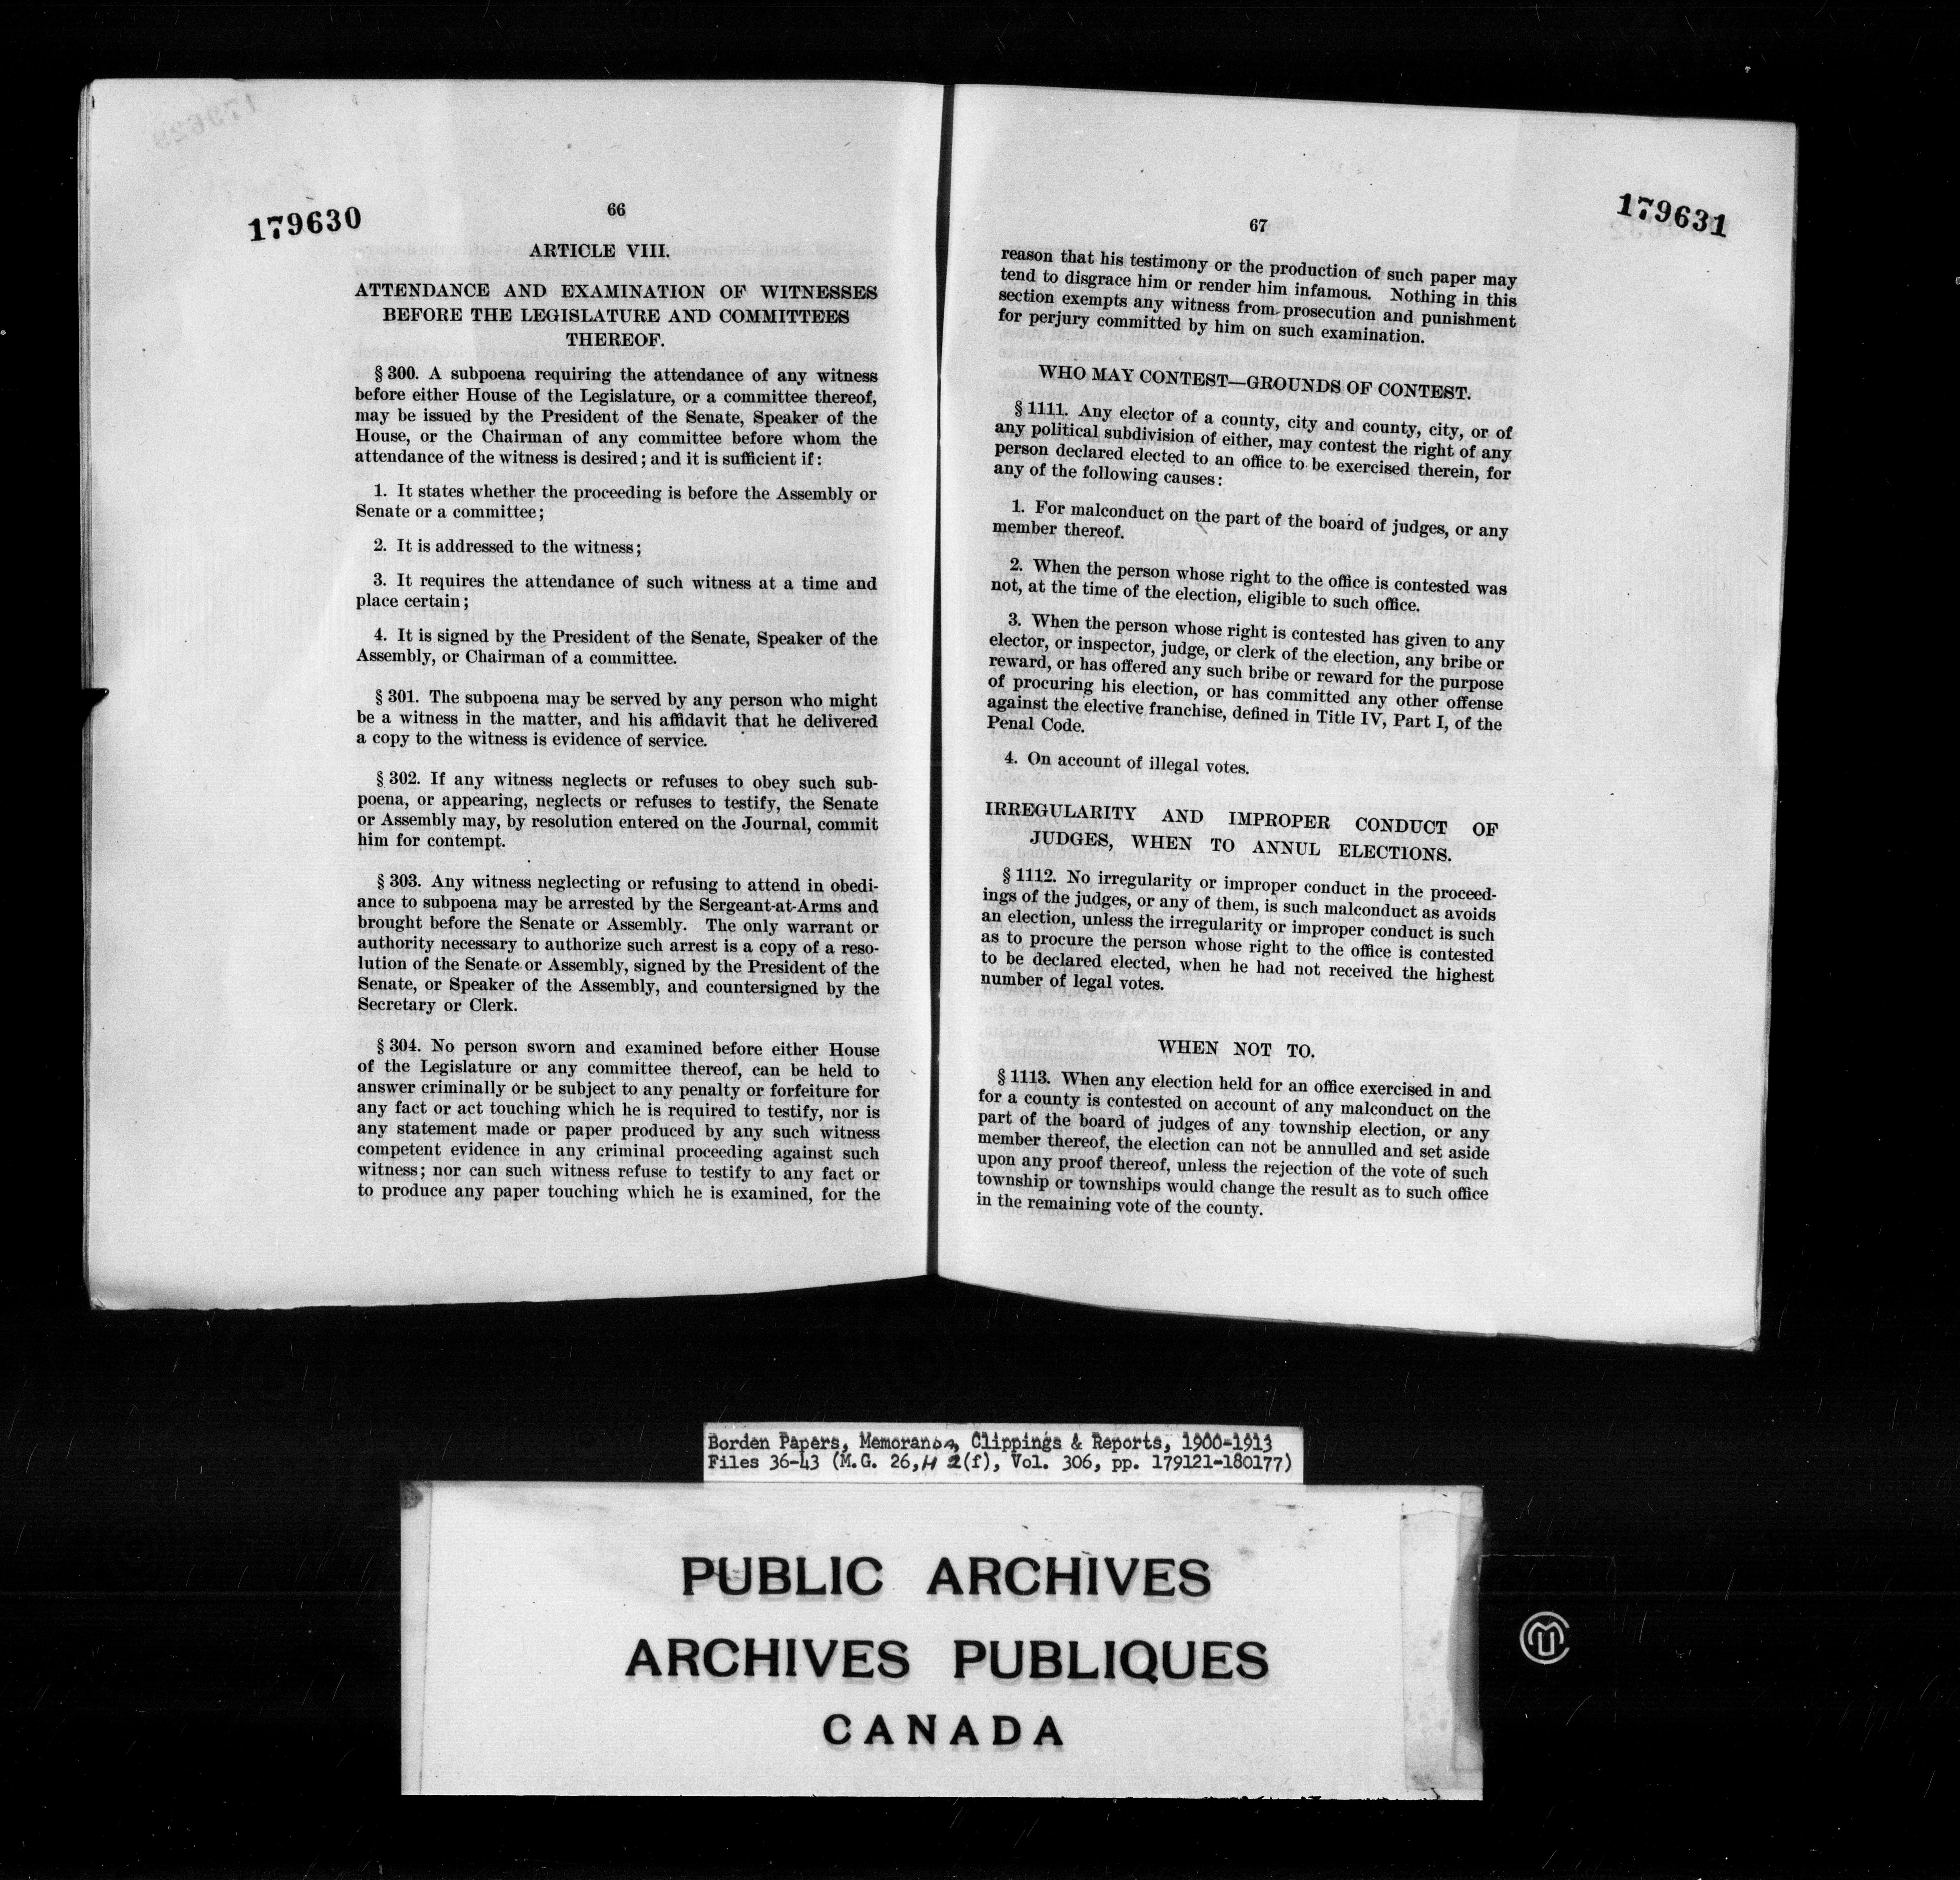 179630
66
ARTICLE VIII.
ATTENDANCE AND EXAMINATION OF WITNESSES
BEFORE THE LEGISLATURE AND COMMITTEES
THEREOF.
§ 300. A subpoena requiring the attendance of any witness
before either House of the Legislature, or a committee thereof,
may be issued by the President of the Senate, Speaker of the
House, or the Chairman of any committee before whom the
attendance of the witness is desired; and it is sufficient if:
1. It states whether the proceeding is before the Assembly or
Senate or a committee;
2. It is addressed to the witness;
3. It requires the attendance of such witness at a time and
place certain;
4. It is signed by the President of the Senate, Speaker of the
Assembly, or Chairman of a committee.
§ 301. The subpoena may be served by any person who might
be a witness in the matter, and his affidavit that he delivered
a copy to the witness is evidence of service.
§ 302. If any witness neglects or refuses to obey such sub-
poena, or appearing, neglects or refuses to testify, the Senate
or Assembly may, by resolution entered on the Journal, commit
him for contempt.
§ 303. Any witness neglecting or refusing to attend in obedi-
ance to subpoena may be arrested by the Sergeant-at-Arms and
brought before the Senate or Assembly. The only warrant or
authority necessary to authorize such arrest is a copy of a reso-
lution of the Senate or Assembly, signed by the President of the
Senate, or Speaker of the Assembly, and countersigned by the
Secretary or Clerk.
§ 304. No person sworn and examined before either House
of the Legislature or any committee thereof, can be held to
answer criminally or be subject to any penalty or forfeiture for
any fact or act touching which he is required to testify, nor is
any statement made or paper produced by any such witness
competent evidence in any criminal proceeding against such
witness; nor can such witness refuse to testify to any fact or
to produce any paper touching which he is examined, for the
179631
67
reason that his testimony or the production of such paper may
tend to disgrace him or render him infamous. Nothing in this
section exempts any witness from prosecution and punishment
for perjury committed by him on such examination.
WHO MAY CONTEST—GROUNDS OF CONTEST.
§ 1111. Any elector of a county, city and county, city, or of
any political subdivision of either, may contest the right of any
person declared elected to an office to be exercised therein, for
any of the following causes:
1. For malconduct on the part of the board of judges, or any
member thereof.
2. When the person whose right to the office is contested was
not, at the time of the election, eligible to such office.
3. When the person whose right is contested has given to any
elector, or inspector, judge, or clerk of the election, any bribe or
reward, or has offered any such bribe or reward for the purpose
of procuring his election, or has committed any other offense
against the elective franchise, defined in Title IV, Part I, of the
Penal Code.
4. On account of illegal votes.
IRREGULARITY AND IMPROPER CONDUCT OF
JUDGES, WHEN TO ANNUL ELECTIONS.
§ 1112. No irregularity or improper conduct in the proceed-
ings of the judges, or any of them, is such malconduct as avoids
an election, unless the irregularity or improper conduct is such
as to procure the person whose right to the office is contested
to be declared elected, when he had not received the highest
number of legal votes.
WHEN NOT TO.
§ 1113. When any election held for an office exercised in and
for a county is contested on account of any malconduct on the
part of the board of judges of any township election, or any
member thereof, the election can not be annulled and set aside
upon any proof thereof, unless the rejection of the vote of such
township or townships would change the result as to such office
in the remaining vote of the county.
Borden Papers, Memoranda, Clippings & Reports, 1900-1913
Files 36-43 (M.G. 26, H 2(f), Vol. 306, pp. 179121-180177)
PUBLIC ARCHIVES
ARCHIVES PUBLIQUES
CANADA